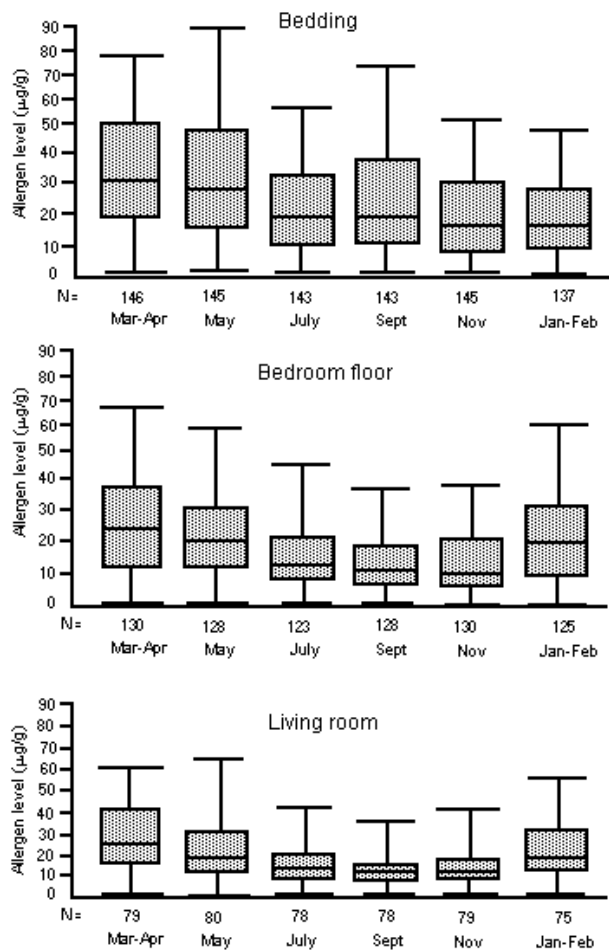 Bedding
Allergen level (µg/g)
90
80
70
60
50
40
30
20
10
0
N= 146 145 143 143 145 137
Mar-Apr May July Sept Nov Jan-Feb
Bedroom floor
Allergen level (µg/g)
90
80
70
60
50
40
30
20
10
0
N= 130 128 123 128 130 125
Mar-Apr May July Sept Nov Jan-Feb
Living room
Allergen level (µg/g)
90
80
70
60
50
40
30
20
10
0
N= 79 80 78 78 79 75
Mar-Apr May July Sept Nov Jan-Feb